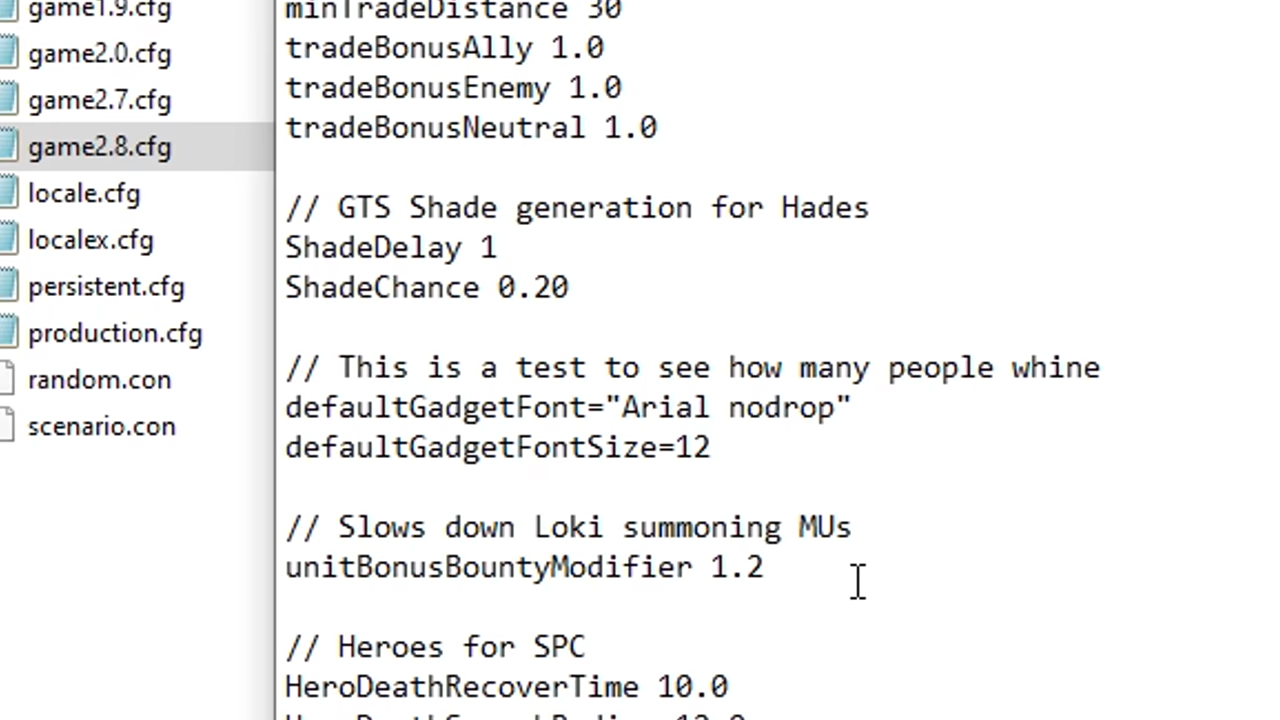 game1.9.cfg
game2.0.cfg
game2.7.cfg
game2.8.cfg
locale.cfg
localex.cfg
persistent.cfg
production.cfg
random.con
scenario.con
minTradeDistance 30
tradeBonusAlly 1.0
tradeBonusEnemy 1.0
tradeBonusNeutral 1.0
// GTS Shade generation for Hades
ShadeDelay 1
ShadeChance 0.20
// This is a test to see how many people whine
defaultGadgetFont="Arial nodrop"
defaultGadgetFontSize=12
// Slows down Loki summoning MUs
unitBonusBountyModifier 1.2
// Heroes for SPC
HeroDeathRecoverTime 10.0